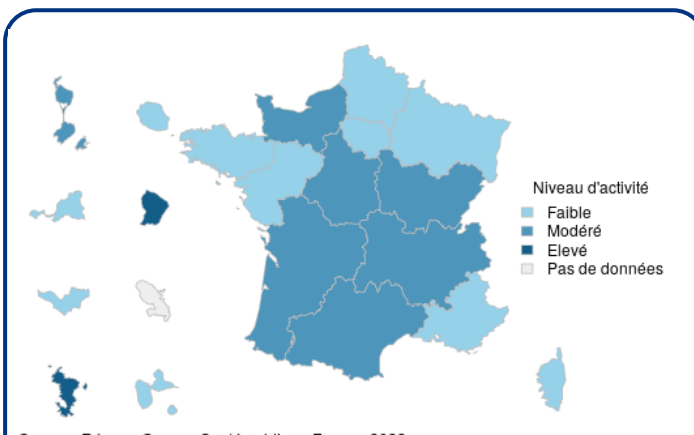 Niveau d'activité
Faible
Modéré
Elevé
Pas de données